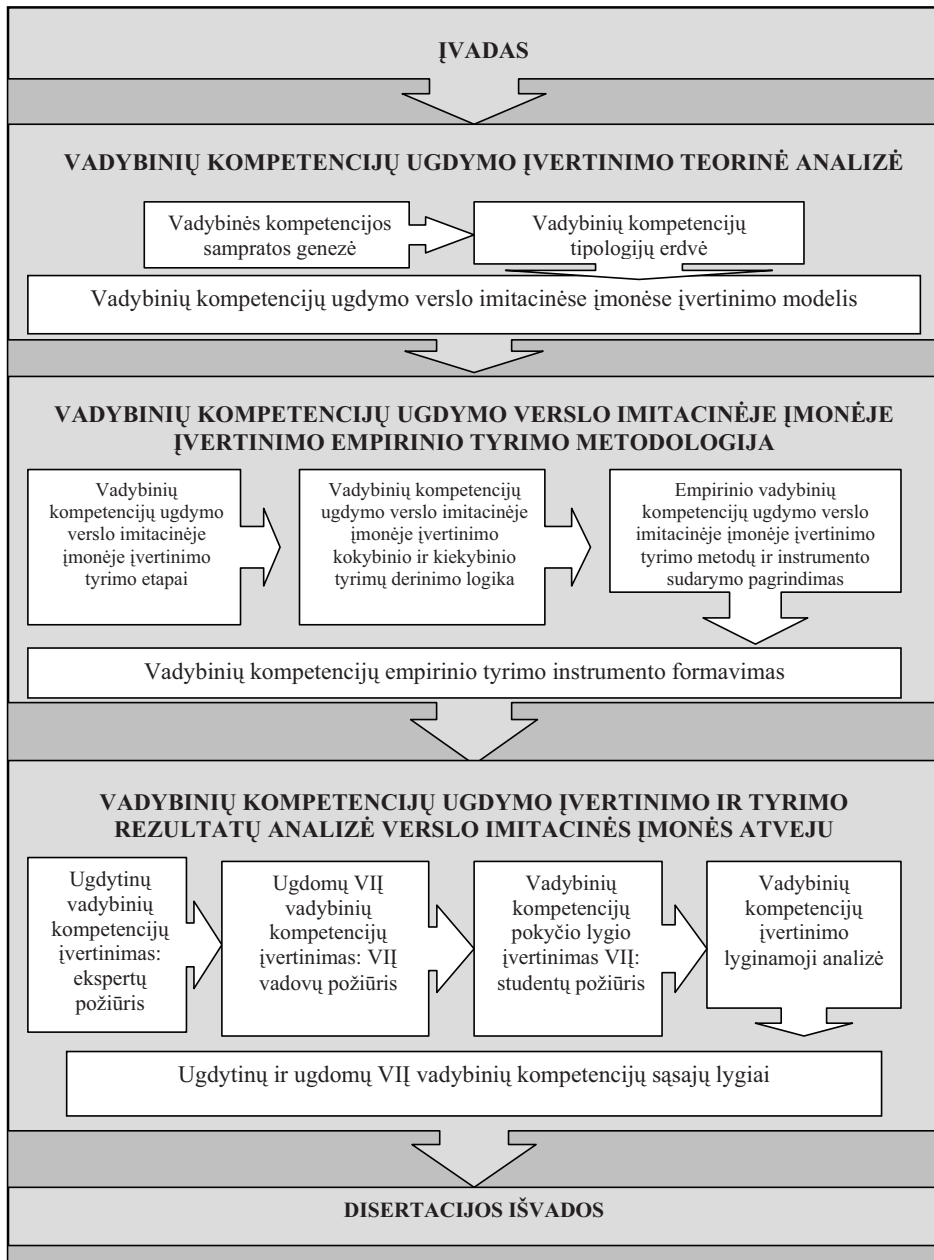 ĮVADAS
VADYBINIŲ KOMPETENCIJŲ UGDYMO ĮVERTINIMO TEORINĖ ANALIZĖ
Vadybinės kompetencijos
sampratos genezė
Vadybinių kompetencijų
tipologijų erdvė
Vadybinių kompetencijų ugdymo verslo imitacinėse įmonėse įvertinimo modelis
VADYBINIŲ KOMPETENCIJŲ UGDYMO VERSLO IMITACINĖJE ĮMONĖJE
ĮVERTINIMO EMPIRINIO TYRIMO METODOLOGIJA
Vadybinių
kompetencijų ugdymo
verslo imitacinėje
įmonėje įvertinimo
tyrimo etapai
Vadybinių kompetencijų
ugdymo verslo imitacinėje
įmonėje įvertinimo
kokybinio ir kiekybinio
tyrimų derinimo logika
Empirinio vadybinių
kompetencijų ugdymo verslo
imitacinėje įmonėje įvertinimo
tyrimo metodų ir instrumento
sudarymo pagrindimas
Vadybinių kompetencijų empirinio tyrimo instrumento formavimas
VADYBINIŲ KOMPETENCIJŲ UGDYMO ĮVERTINIMO IR TYRIMO
REZULTATŲ ANALIZĖ VERSLO IMITACINĖS ĮMONĖS ATVEJU
Ugdytinų
vadybinių
kompetencijų
įvertinimas:
ekspertų
požiūris
Ugdomų VIĮ
vadybinių
kompetencijų
įvertinimas: VIĮ
vadovų požiūris
Vadybinių
kompetencijų
pokyčio lygio
įvertinimas VIĮ:
studentų požiūris
Vadybinių
kompetencijų
įvertinimo
lyginamoji analizė
Ugdytinų ir ugdomų VIĮ vadybinių kompetencijų sąsajų lygiai
DISERTACIJOS IŠVADOS